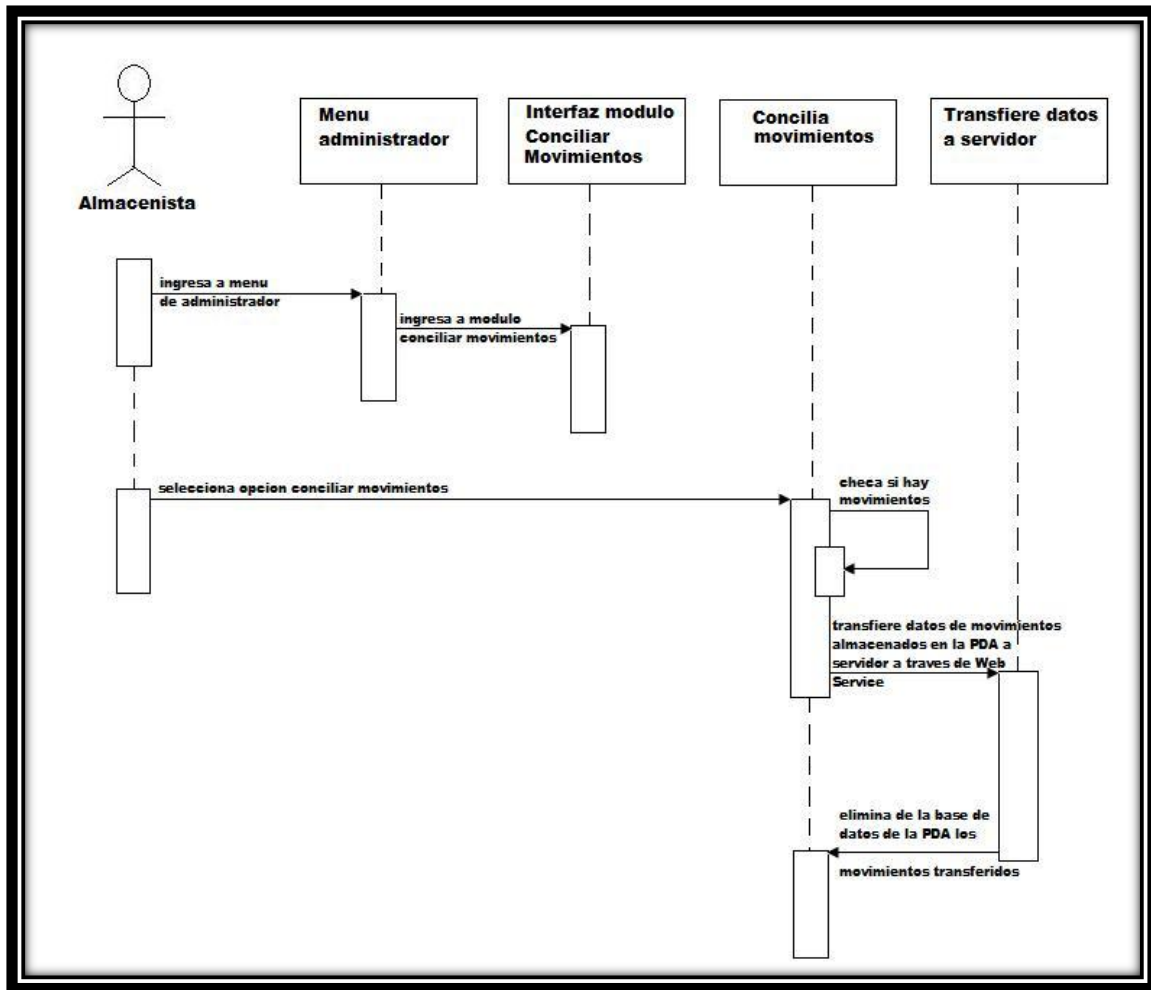 Almacenista
Menu
administrador
Interfaz modulo
Conciliar
Movimientos
Concilia
movimientos
Transfiere datos
a servidor
ingresa a menu
de administrador
ingresa a modulo
conciliar movimientos
selecciona opcion conciliar movimientos
checa si hay
movimientos
transfiere datos de movimientos
almacenados en la PDA a
servidor a traves de Web
Service
elimina de la base de
datos de la PDA los
movimientos transferidos